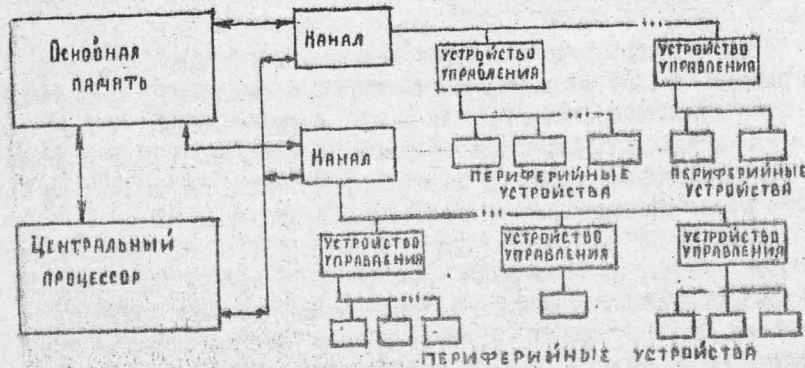 Основная
память
Канал
Устройство
управления
Устройство
управления
Периферийные
устройства
Периферийные
устройства
Канал
Центральный
процессор
Устройство
управления
Устройство
управления
Устройство
управления
Периферийные устройства